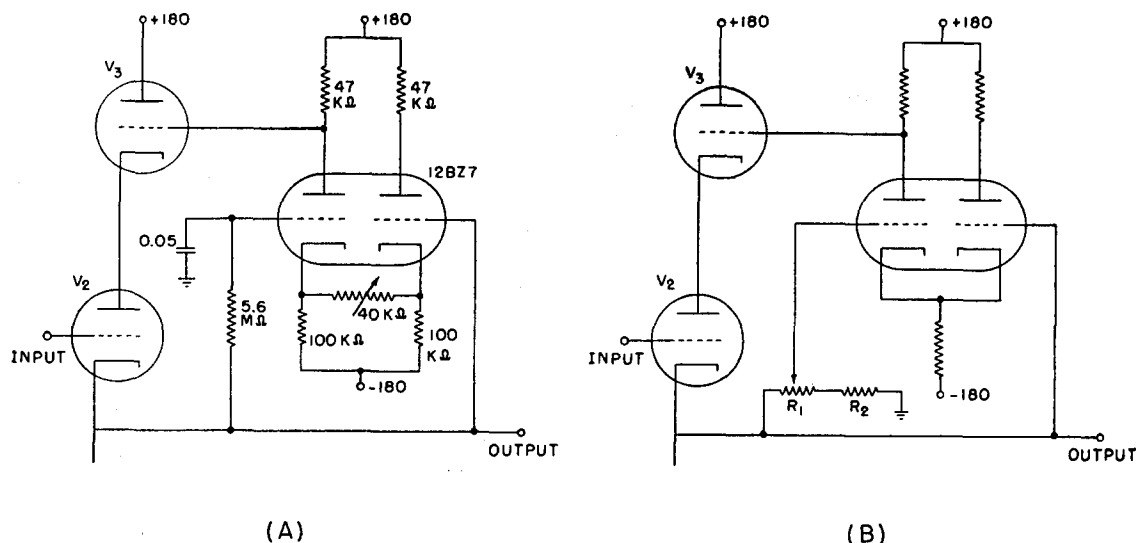 +180
+180
V3
47
KΩ
47
KΩ
12BZ7
0.05
V2
5.6
MΩ
40 KΩ
100 KΩ
100
KΩ
INPUT
-180
OUTPUT
(A)
+180
+180
V3
V2
INPUT
R1
R2
-180
OUTPUT
(B)